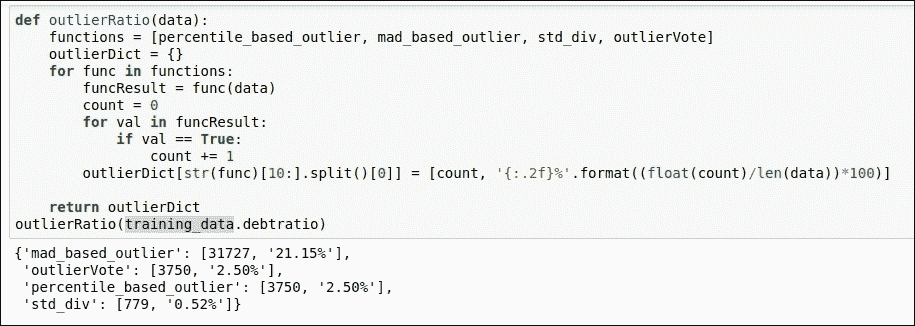 def outlierRatio(data):
    functions = [percentile_based_outlier, mad_based_outlier, std_div, outlierVote]
    outlierDict = {}
    for func in functions:
        funcResult = func(data)
        count = 0
        for val in funcResult:
            if val == True:
                count += 1
        outlierDict[str(func)[10:].split()[0]] = [count, '{:.2f}%'.format((float(count)/len(data))*100)]
    return outlierDict
outlierRatio(training_data.debtratio)
{'mad_based_outlier': [31727, '21.15%'],
 'outlierVote': [3750, '2.50%'],
 'percentile_based_outlier': [3750, '2.50%'],
 'std_div': [779, '0.52%']}